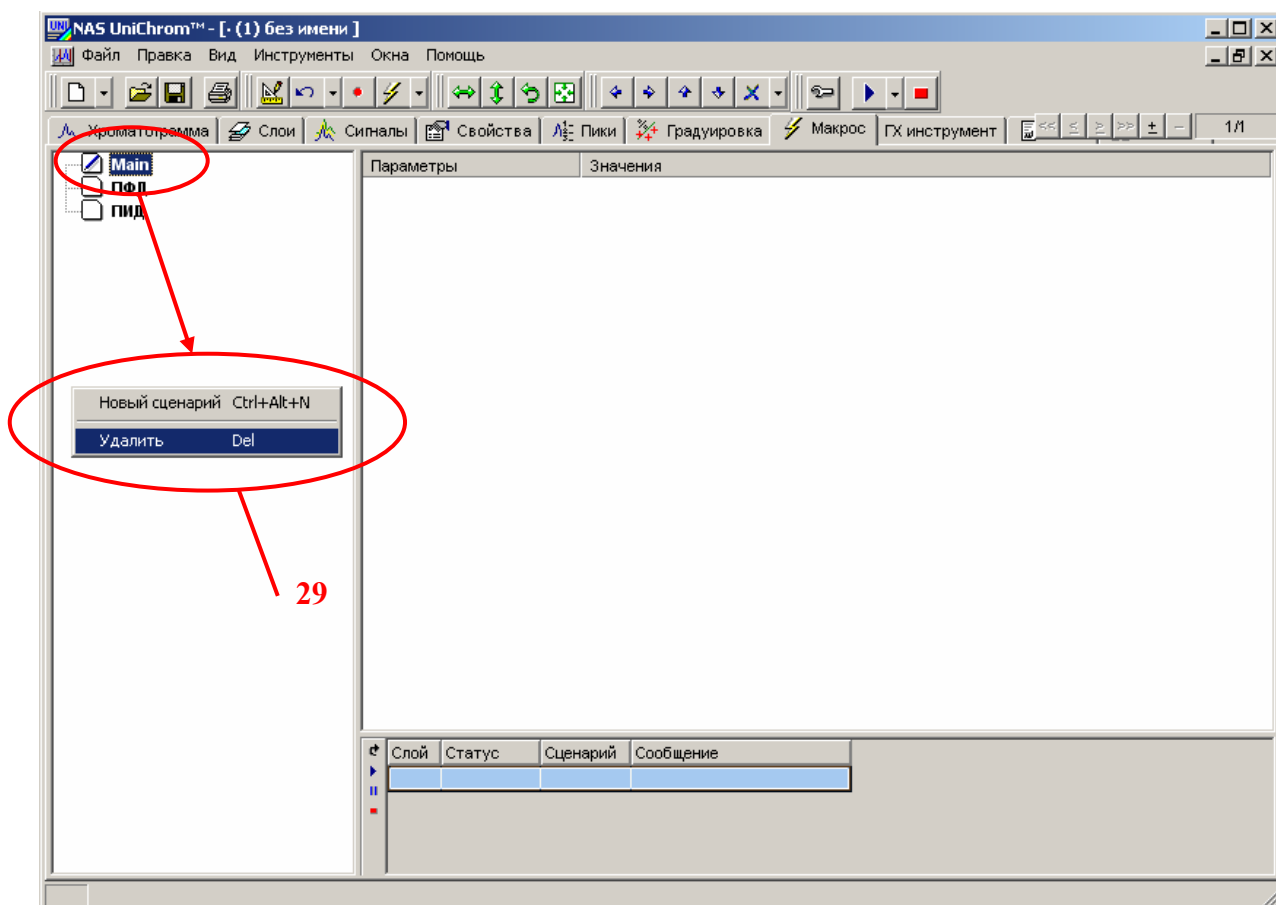 NAS UniChrom™ - [· (1) без имени ]
Файл Правка Вид Инструменты Окна Помощь
Хроматограмма Слои Сигналы Свойства Пики Градуировка Макрос ГХ инструмент << < > >> + - 1/1
Main
ПФД
ПИД
Параметры Значения
Новый сценарий Ctrl+Alt+N
Удалить Del
29
Слой Статус Сценарий Сообщение